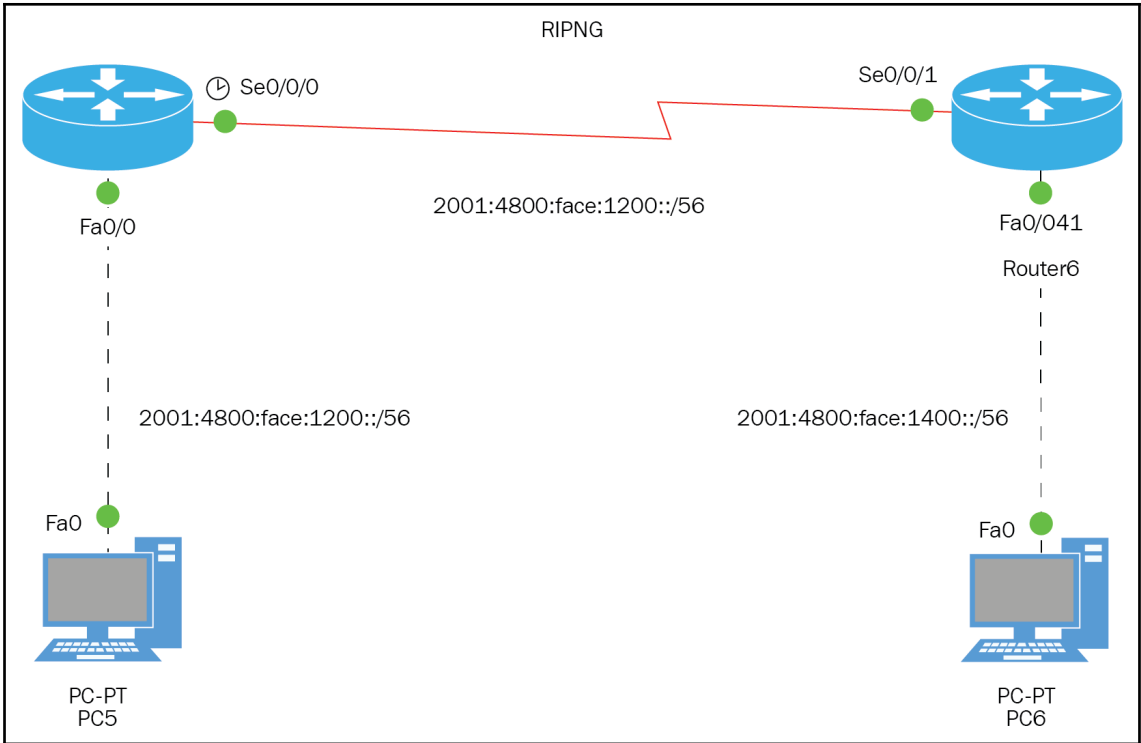 RIPNG
Se0/0/0
Se0/0/1
2001:4800:face:1200::/56
Fa0/0
Fa0/041
Router6
2001:4800:face:1200::/56
2001:4800:face:1400::/56
Fa0
Fa0
PC-PT
PC5
PC-PT
PC6